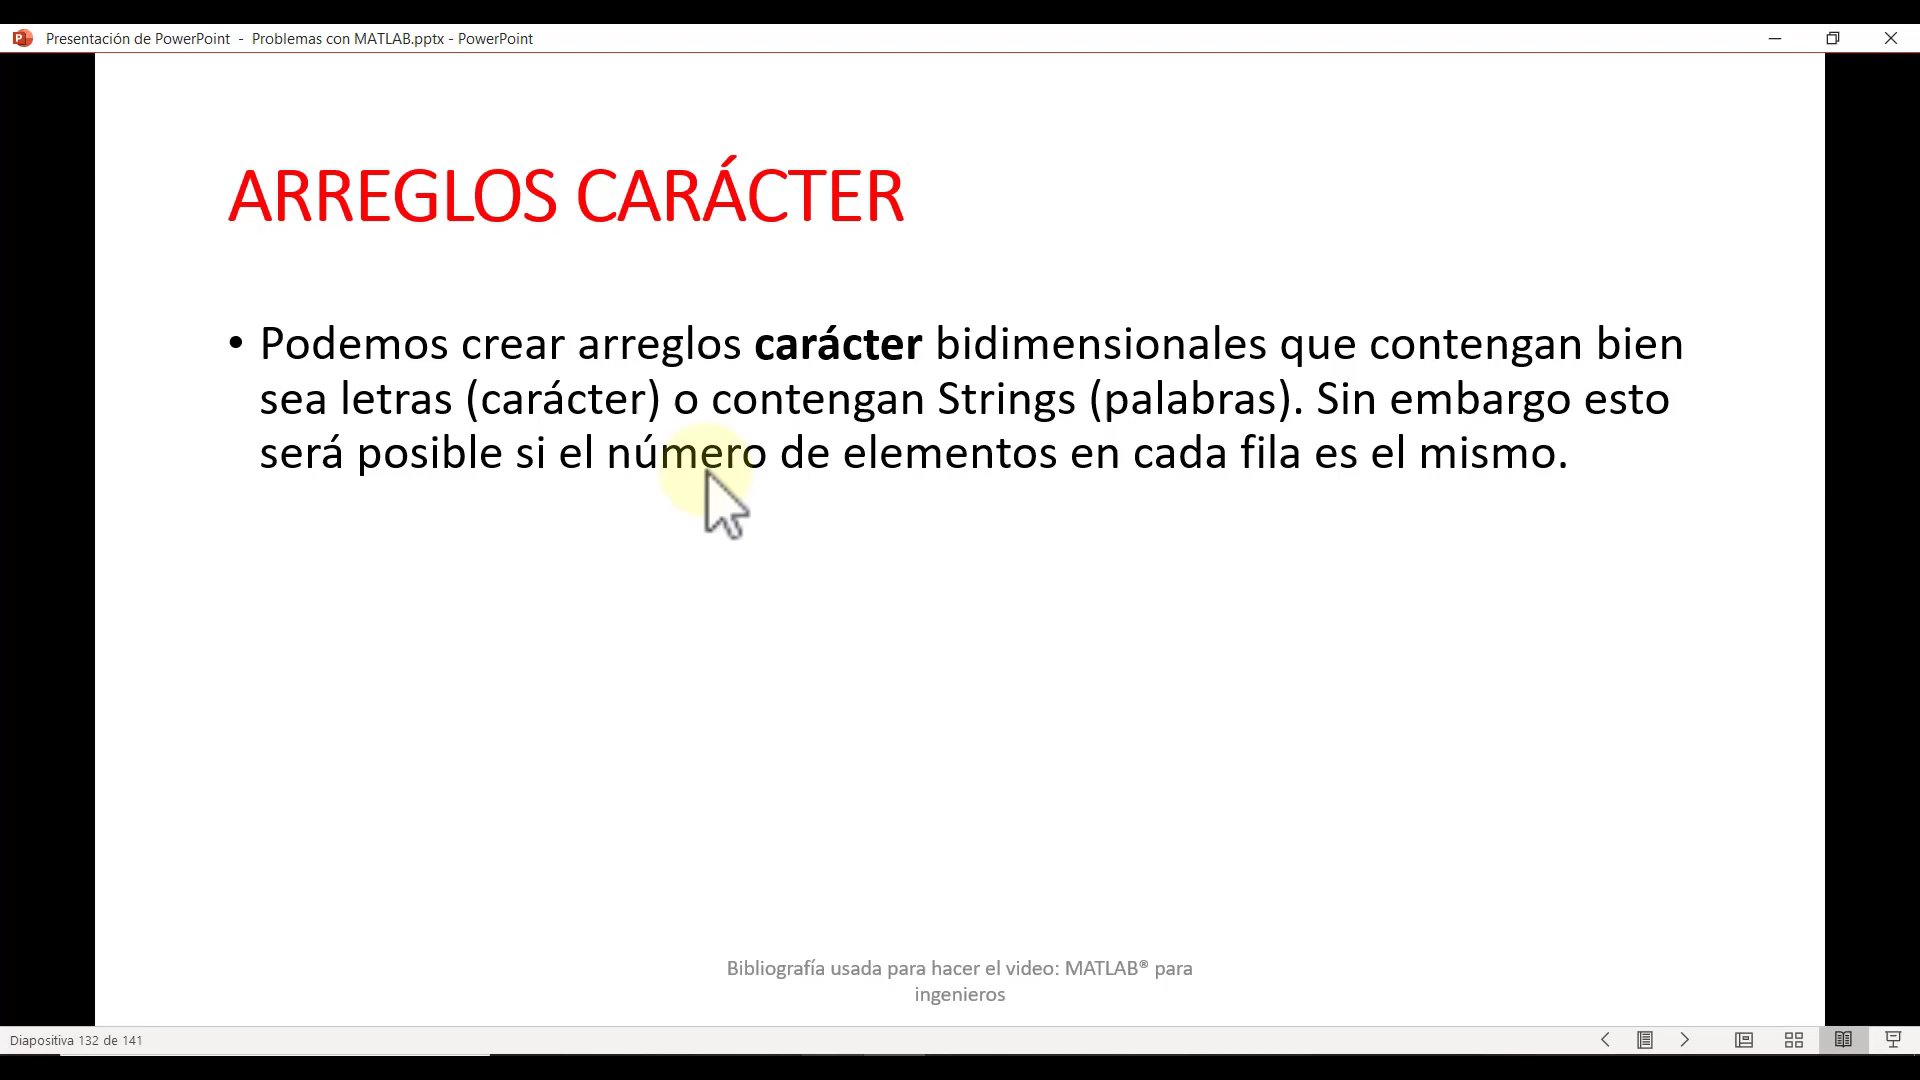 Presentación de PowerPoint - Problemas con MATLAB.pptx - PowerPoint
ARREGLOS CARÁCTER
• Podemos crear arreglos carácter bidimensionales que contengan bien
sea letras (carácter) o contengan Strings (palabras). Sin embargo esto
será posible si el número de elementos en cada fila es el mismo.
Bibliografía usada para hacer el video: MATLAB® para
ingenieros
Diapositiva 132 de 141